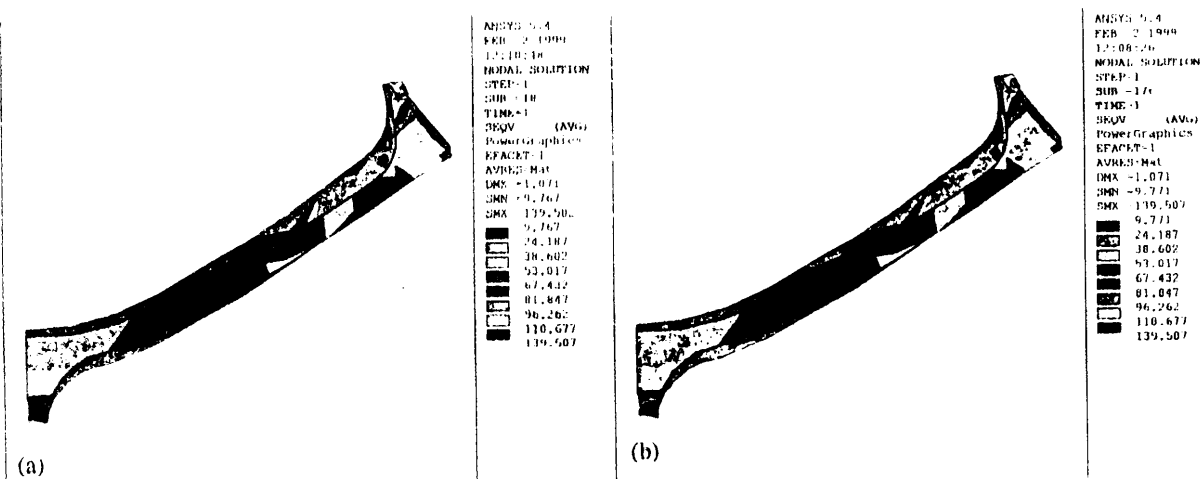 ANSYS 5.4
FEB 2 1999
NODAL SOLUTION
STEP=1
TIME=1
SEQV (AVG)
PowerGraphics
EFACET=1
AVRES=Mat
DMX =1.071
SMN =9.767
SMX
9.767
24.187
38.602
53.017
67.432
81.847
96.262
110.677
139.507
(a)
ANSYS 5.4
FEB 2 1999
12:08:26
NODAL SOLUTION
STEP=1
TIME=1
SEQV (AVG)
PowerGraphics
EFACET=1
AVRES=Mat
DMX =1.071
SMN =9.771
SMX =139.507
9.771
24.187
38.602
53.017
67.432
81.847
96.262
110.677
139.507
(b)